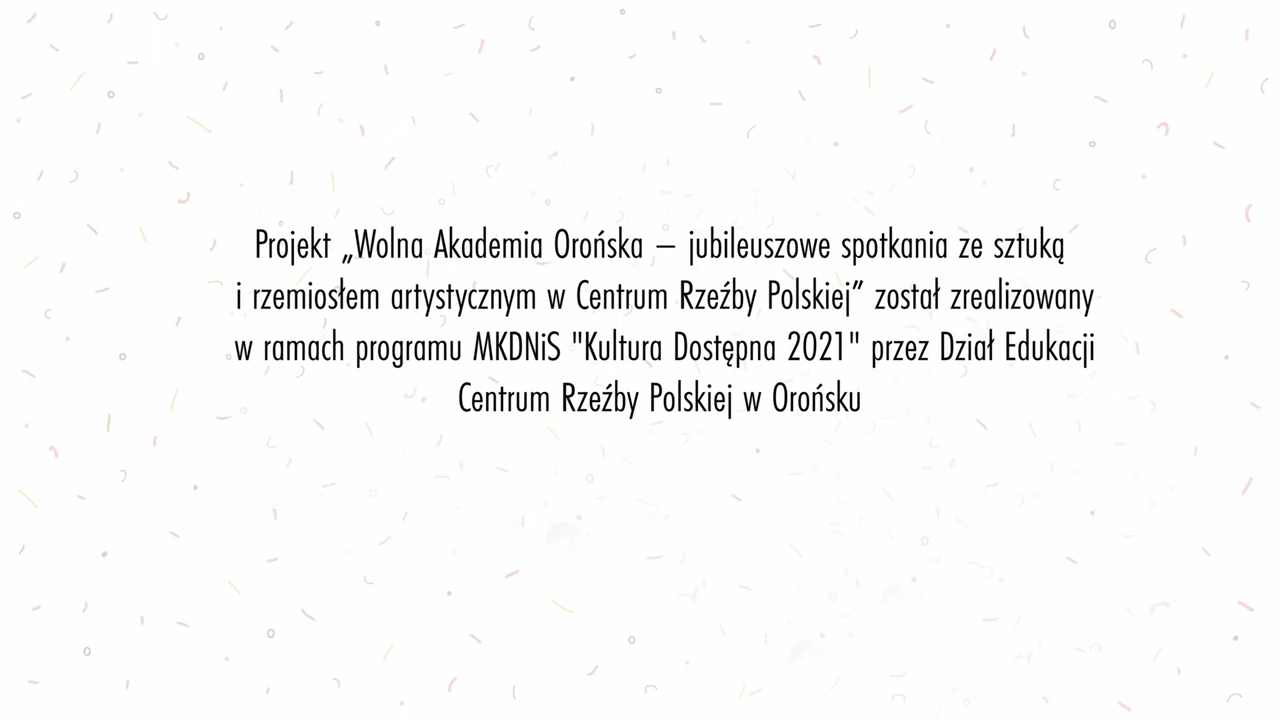 Projekt „Wolna Akademia Orońska – jubileuszowe spotkania ze sztuką
i rzemiosłem artystycznym w Centrum Rzeźby Polskiej” został zrealizowany
w ramach programu MKDNiS "Kultura Dostępna 2021" przez Dział Edukacji
Centrum Rzeźby Polskiej w Orońsku